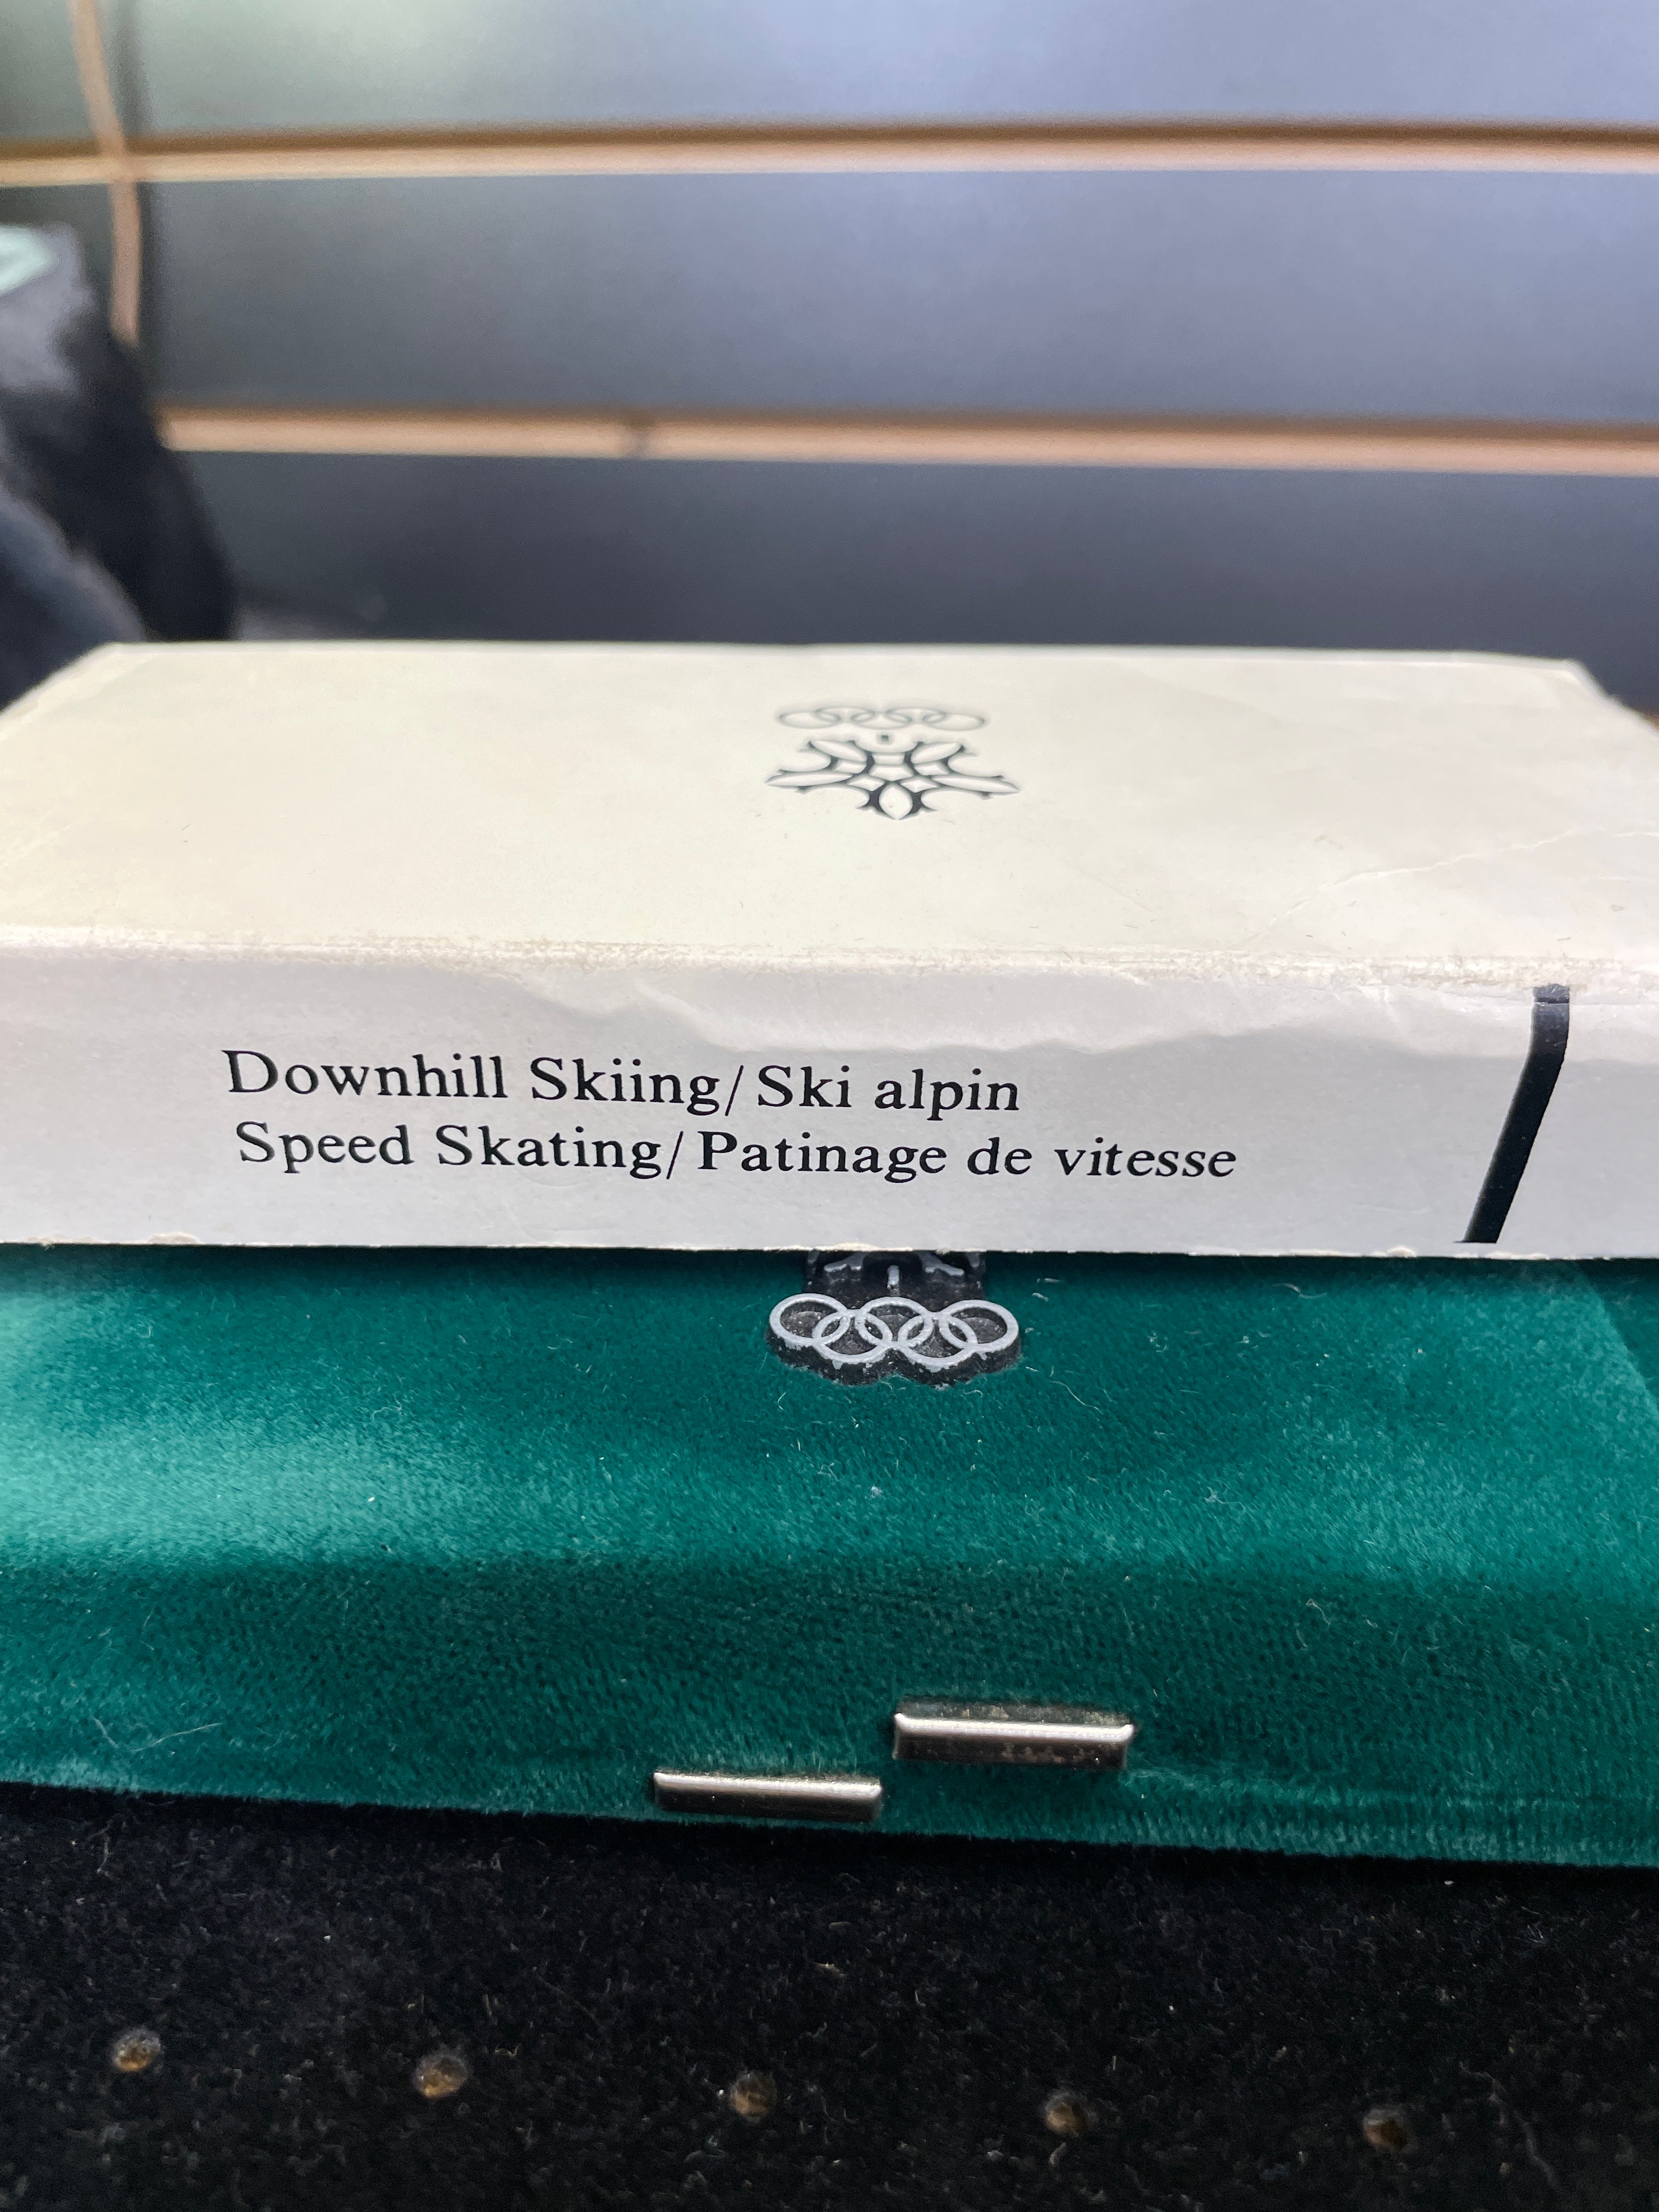 Downhill Skiing/Ski alpin
Speed Skating/Patinage de vitesse